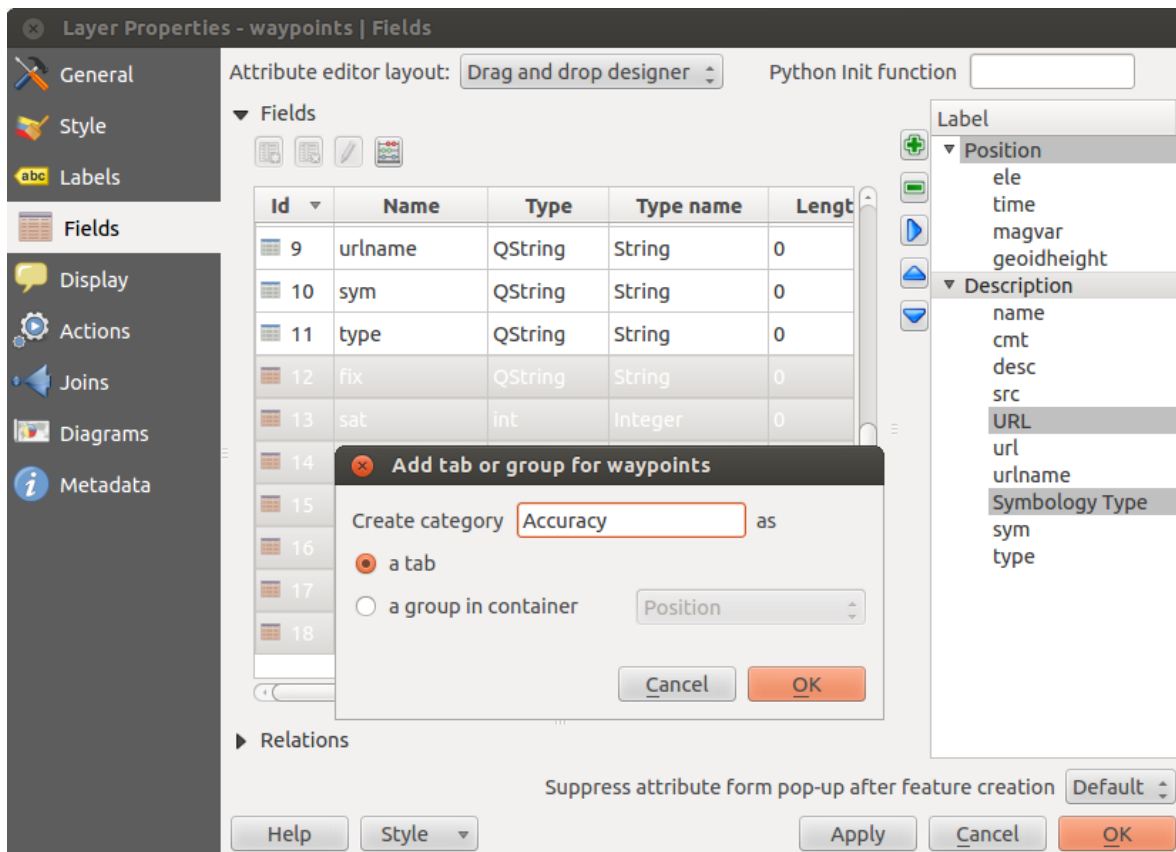 Layer Properties - waypoints | Fields
General
Style
abc Labels
Fields
Display
Actions
Joins
Diagrams
Metadata
Attribute editor layout: Drag and drop designer Python Init function
Fields
Id Name Type Type name Lengt
9 urlname QString String 0
10 sym QString String 0
11 type QString String 0
12 fix QString String 0
13 sat int Integer 0
14
15
16
17
18
Label
Position
ele
time
magvar
geoidheight
Description
name
cmt
desc
src
URL
url
urlname
Symbology Type
sym
type
Add tab or group for waypoints
Create category Accuracy as
a tab
a group in container Position
Cancel OK
Relations
Suppress attribute form pop-up after feature creation Default
Help Style Apply Cancel OK